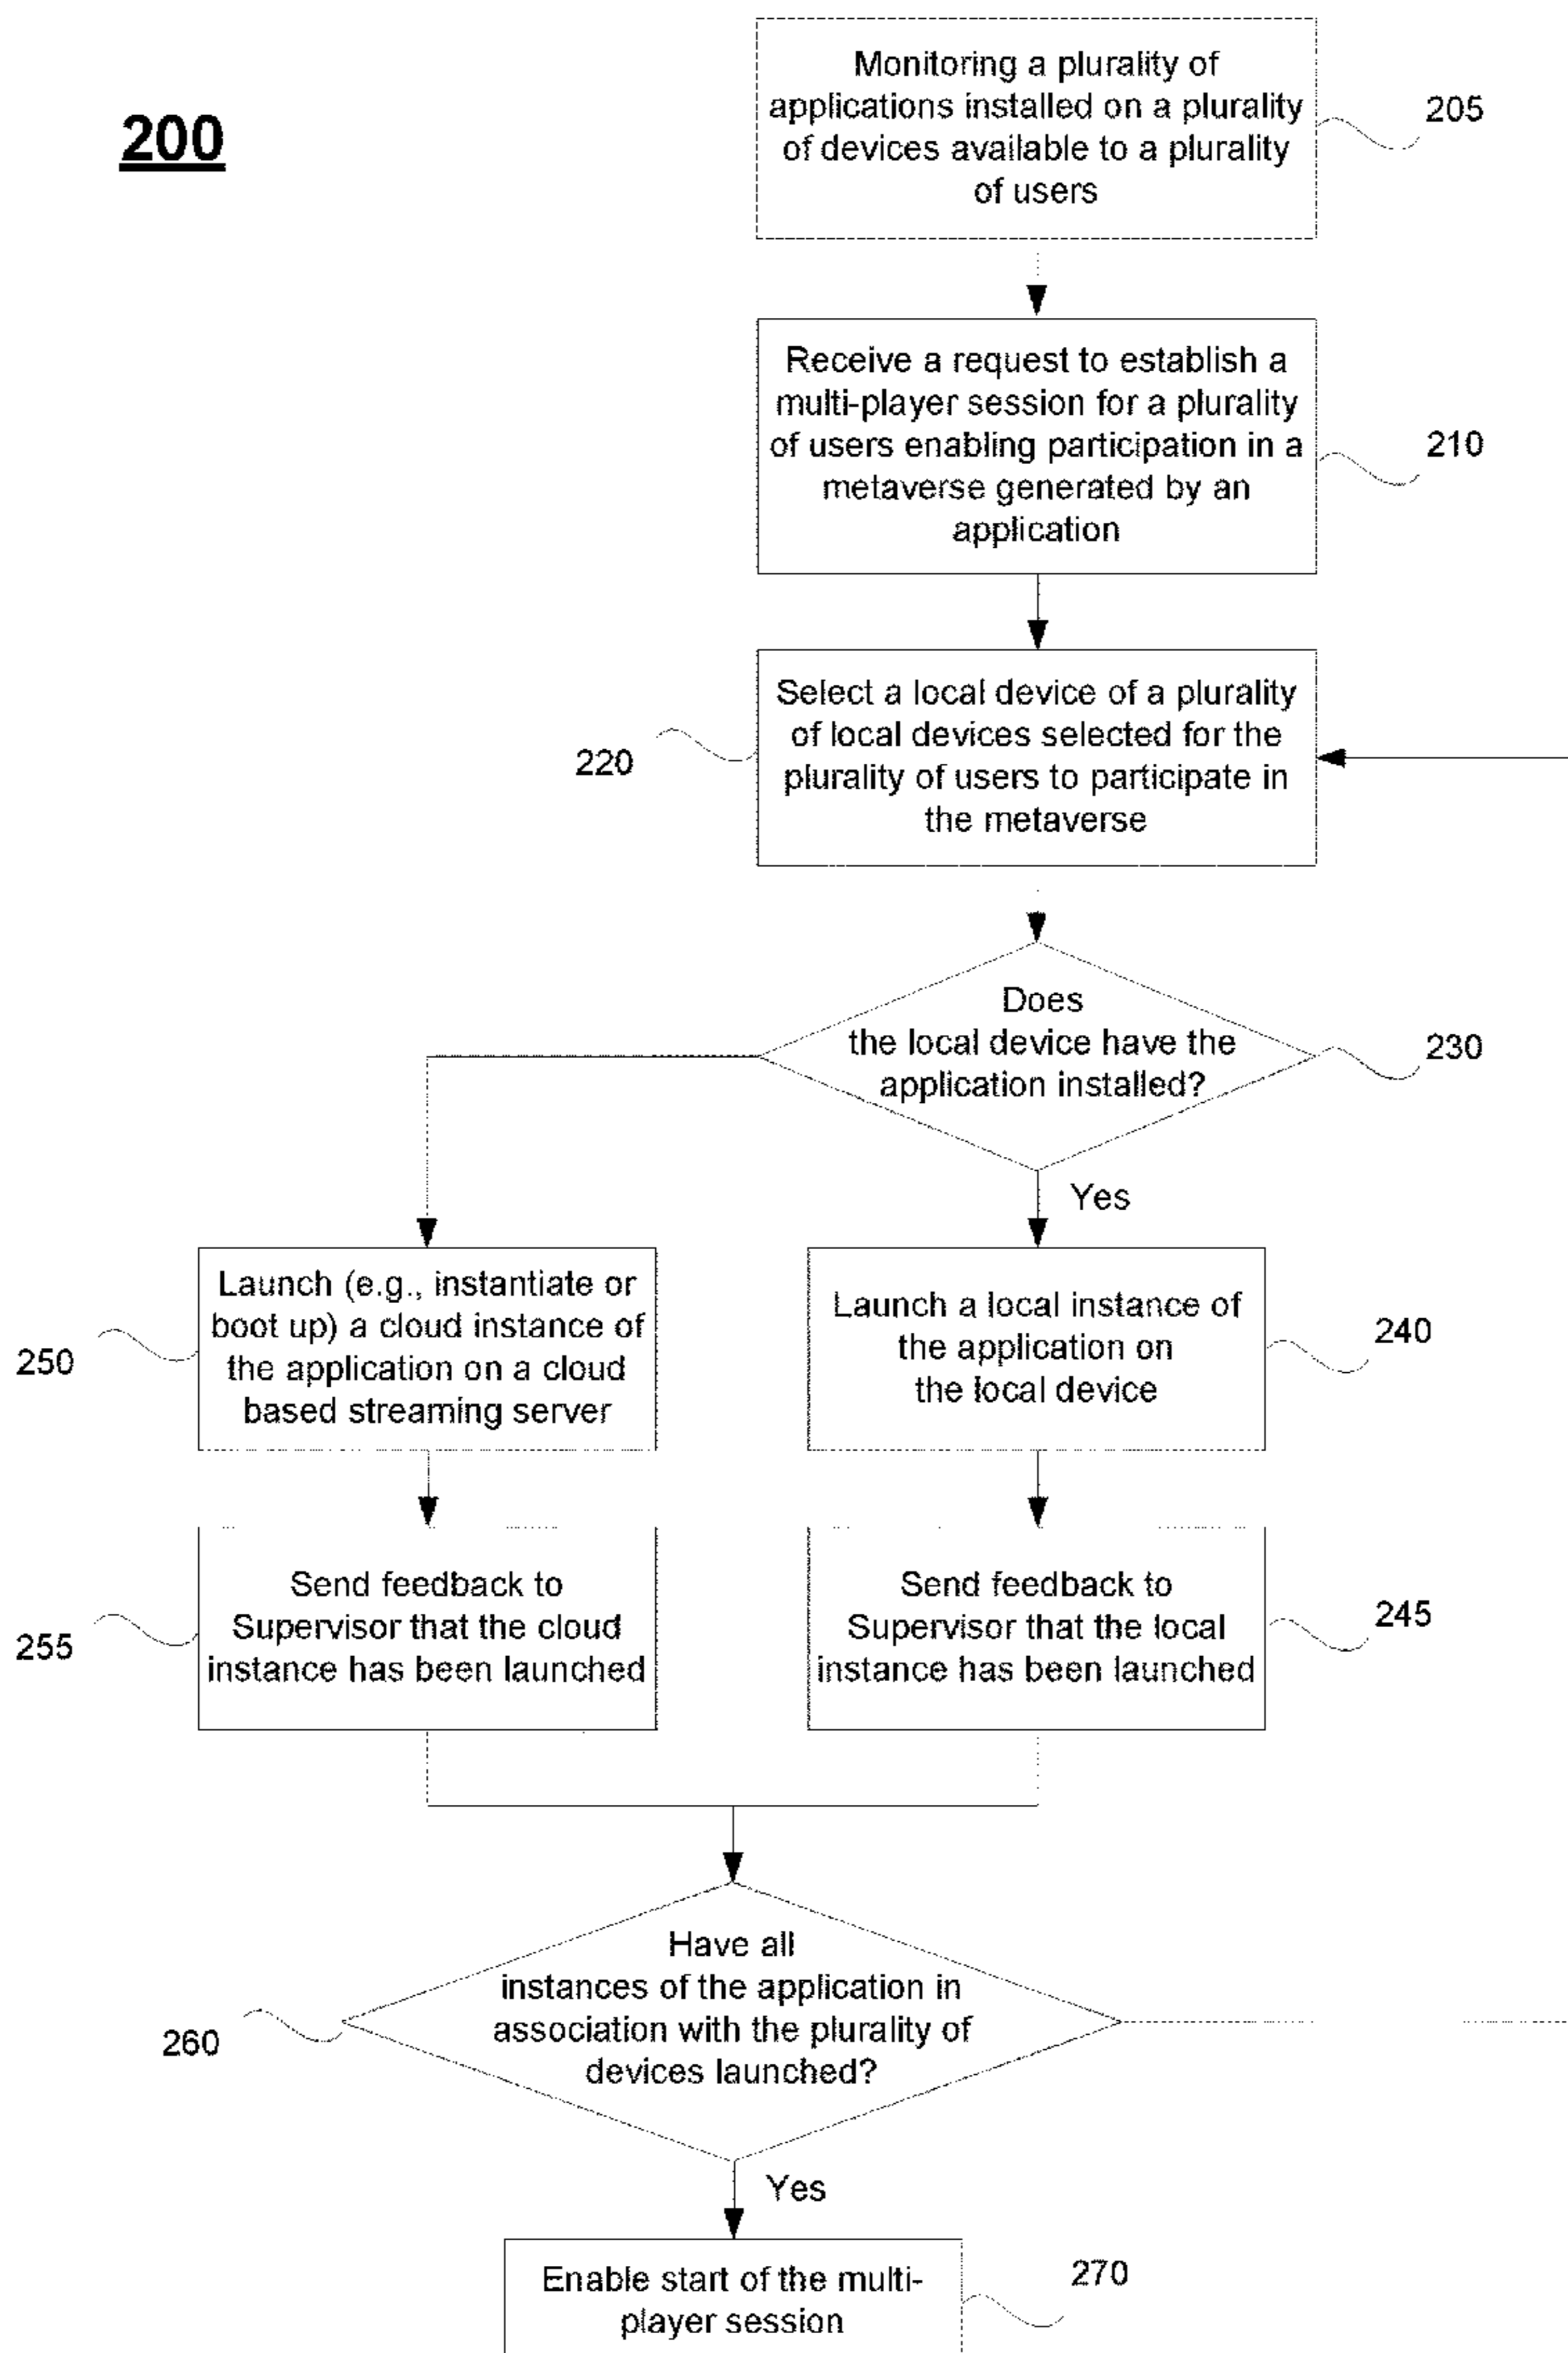 200
Monitoring a plurality of
applications installed on a plurality
of devices available to a plurality
of users
205
Receive a request to establish a
multi-player session for a plurality
of users enabling participation in a
metaverse generated by an
application
210
Select a local device of a plurality
of local devices selected for the
plurality of users to participate in
the metaverse
220
Does
the local device have the
application installed?
230
Yes
Launch (e.g., instantiate or
boot up) a cloud instance of
the application on a cloud
based streaming server
250
Launch a local instance of
the application on
the local device
240
Send feedback to
Supervisor that the cloud
instance has been launched
255
Send feedback to
Supervisor that the local
instance has been launched
245
Have all
instances of the application in
association with the plurality of
devices launched?
260
Yes
Enable start of the multi-
player session
270